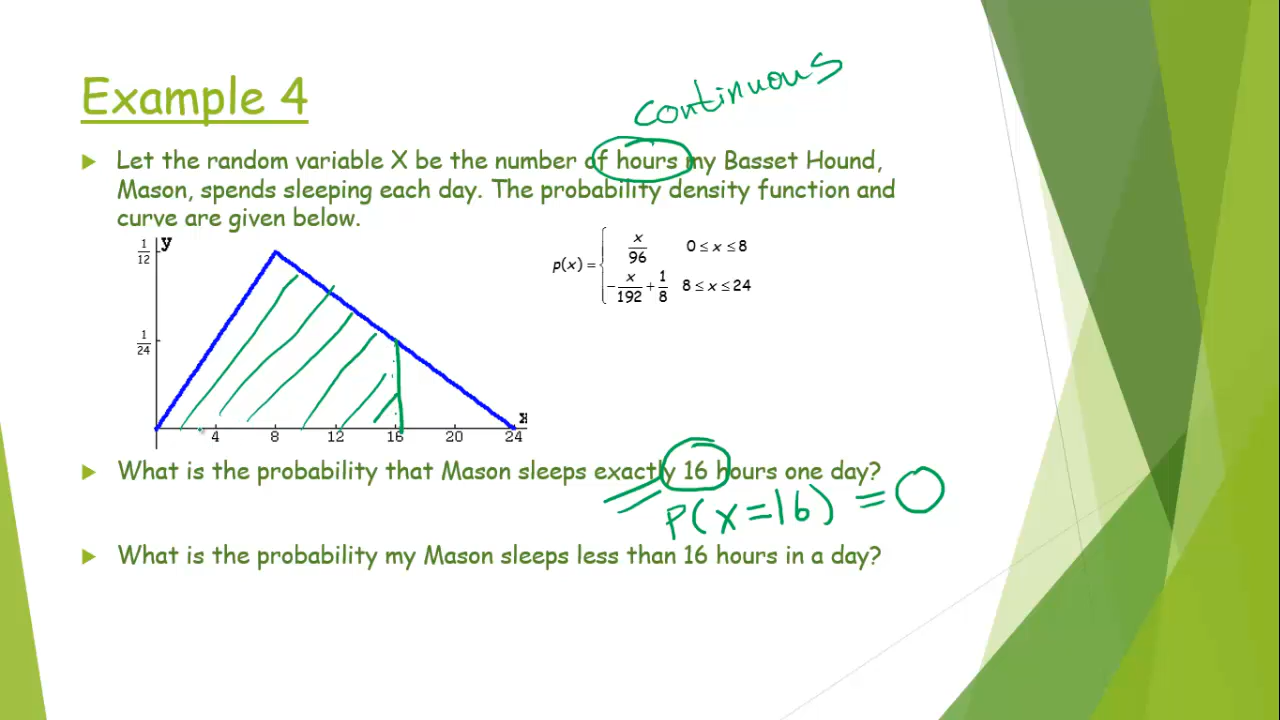 Example 4
continuous
Let the random variable X be the number of hours my Basset Hound,
Mason, spends sleeping each day. The probability density function and
curve are given below.
y
1/12
1/24
4 8 12 16 20 24
x
p(x) = { x/96 0 ≤ x ≤ 8
-x/192 + 1/8 8 ≤ x ≤ 24
What is the probability that Mason sleeps exactly 16 hours one day?
= P(x=16) = 0
What is the probability my Mason sleeps less than 16 hours in a day?